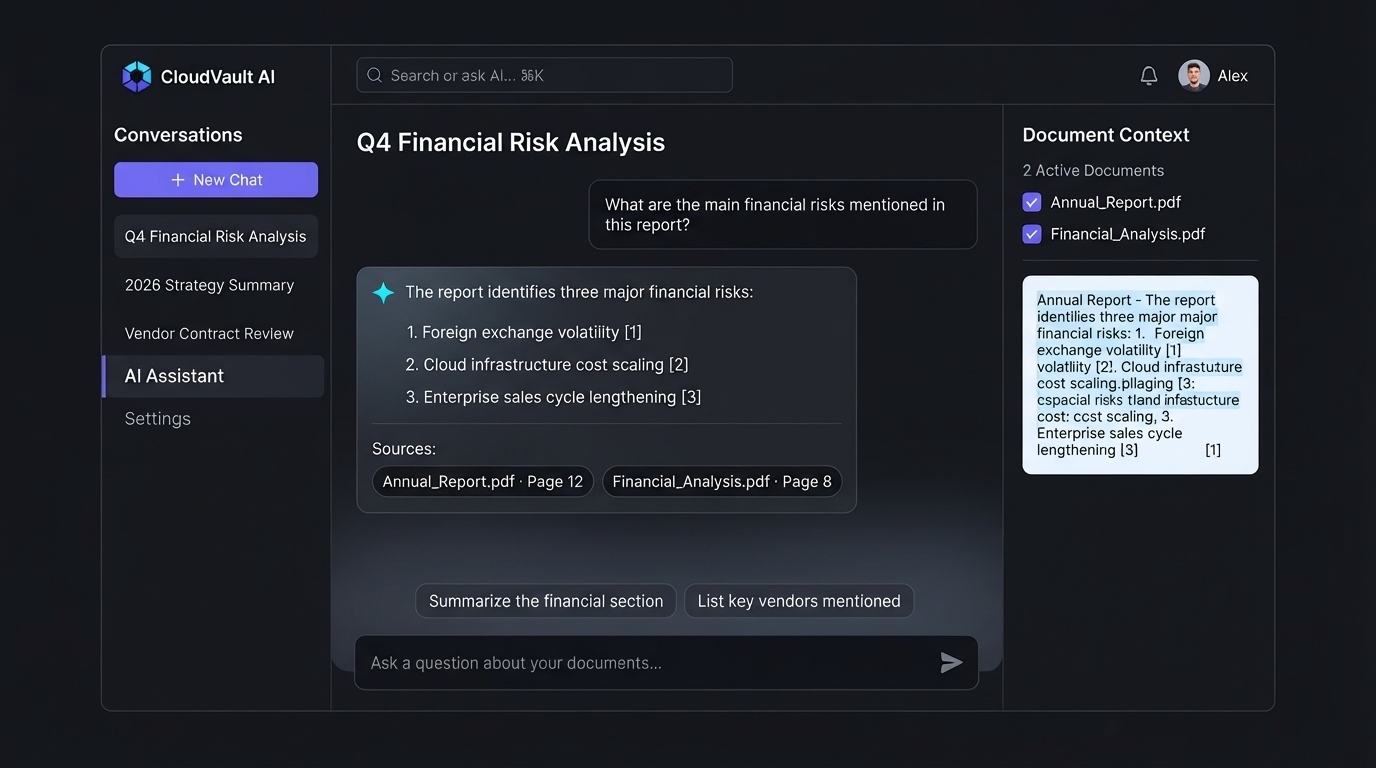 CloudVault AI
Search or ask AI... ⌘K
Alex
Conversations
+ New Chat
Q4 Financial Risk Analysis
2026 Strategy Summary
Vendor Contract Review
AI Assistant
Settings
Q4 Financial Risk Analysis
What are the main financial risks mentioned in
this report?
The report identifies three major financial risks:
1. Foreign exchange volatility [1]
2. Cloud infrastructure cost scaling [2]
3. Enterprise sales cycle lengthening [3]
Sources:
Annual_Report.pdf · Page 12
Financial_Analysis.pdf · Page 8
Summarize the financial section
List key vendors mentioned
Ask a question about your documents...
Document Context
2 Active Documents
Annual_Report.pdf
Financial_Analysis.pdf
Annual Report - The report
identilies three major major
financial risks: 1. Foreign
exchange volatility [1]
volatlity [2]. Cloud infrastuture
cost scaling.pllaging [3:
cspacial risks tland infastucture
cost: ccst scaling, 3.
Enterprise sales cycle
lengthening [3] [1]